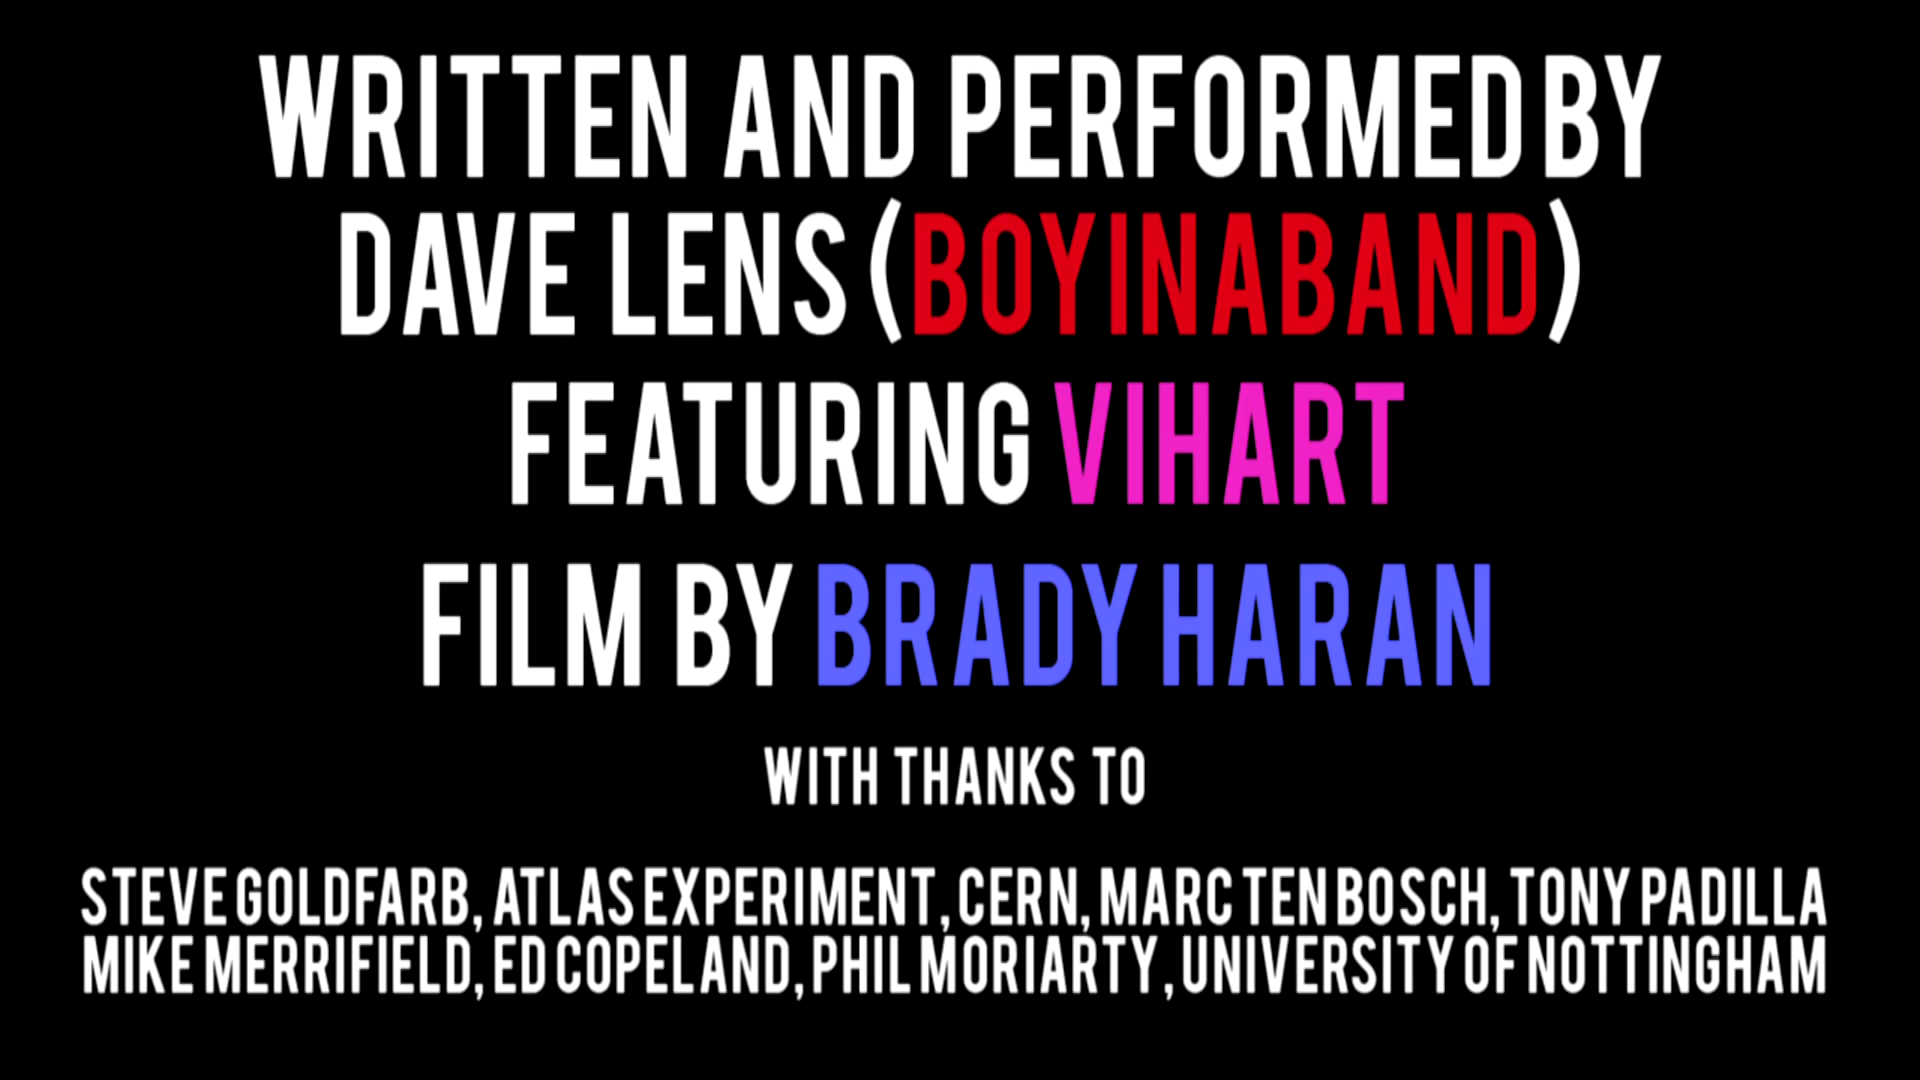 WRITTEN AND PERFORMED BY
DAVE LENS (BOYINABAND)
FEATURING VIHART
FILM BY BRADY HARAN
WITH THANKS TO
STEVE GOLDFARB, ATLAS EXPERIMENT, CERN, MARC TEN BOSCH, TONY PADILLA
MIKE MERRIFIELD, ED COPELAND, PHIL MORIARTY, UNIVERSITY OF NOTTINGHAM